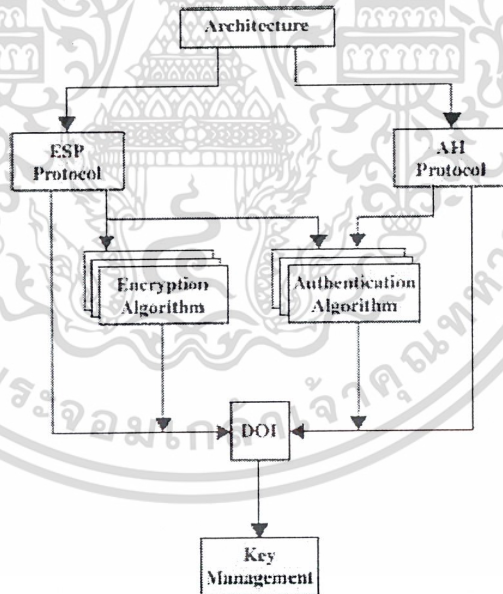 Architecture
ESP
Protocol
AH
Protocol
Encryption
Algorithm
Authentication
Algorithm
DOI
Key
Management